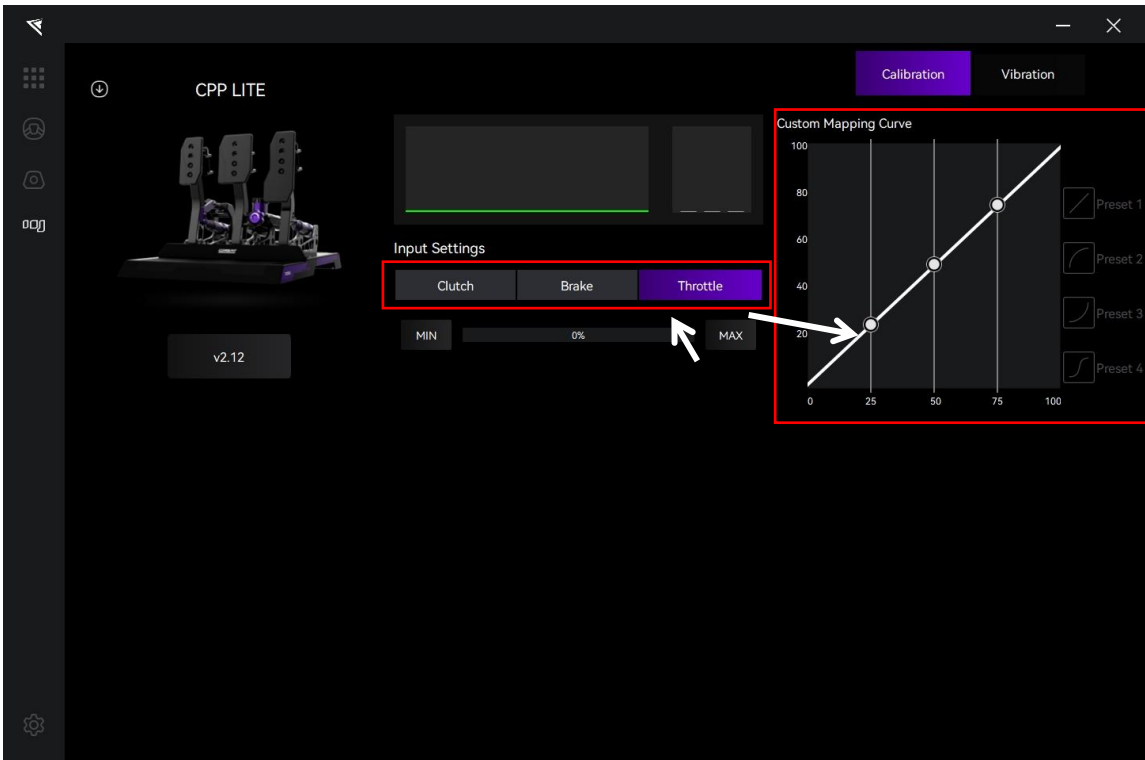 Calibration
Vibration
CPP LITE
Custom Mapping Curve
100
80
60
40
20
0
25
50
75
100
Preset 1
Preset 2
Preset 3
Preset 4
Input Settings
Clutch
Brake
Throttle
MIN
0%
MAX
v2.12